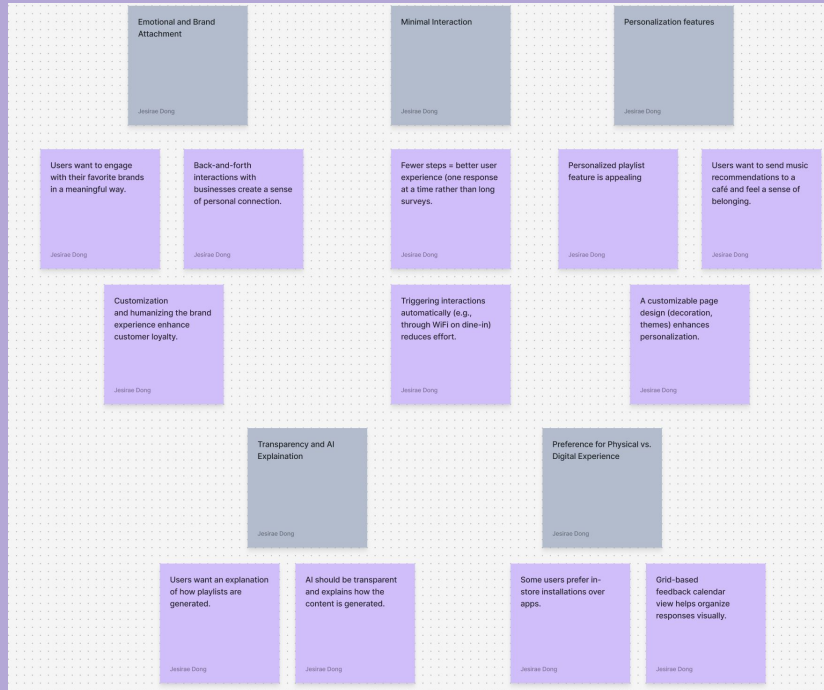 Emotional and Brand
Attachment
Jesirae Dong
Minimal Interaction
Jesirae Dong
Personalization features
Jesirae Dong
Users want to engage
with their favorite brands
in a meaningful way.
Jesirae Dong
Back-and-forth
interactions with
businesses create a sense
of personal connection.
Jesirae Dong
Fewer steps = better user
experience (one response
at a time rather than long
surveys.
Jesirae Dong
Personalized playlist
feature is appealing
Jesirae Dong
Users want to send music
recommendations to a
café and feel a sense of
belonging.
Jesirae Dong
Customization
and humanizing the brand
experience enhance
customer loyalty.
Jesirae Dong
Triggering interactions
automatically (e.g.,
through WiFi on dine-in)
reduces effort.
Jesirae Dong
A customizable page
design (decoration,
themes) enhances
personalization.
Jesirae Dong
Transparency and AI
Explaination
Jesirae Dong
Preference for Physical vs.
Digital Experience
Jesirae Dong
Users want an explanation
of how playlists are
generated.
Jesirae Dong
AI should be transparent
and explains how the
content is generated.
Jesirae Dong
Some users prefer in-
store installations over
apps.
Jesirae Dong
Grid-based
feedback calendar
view helps organize
responses visually.
Jesirae Dong